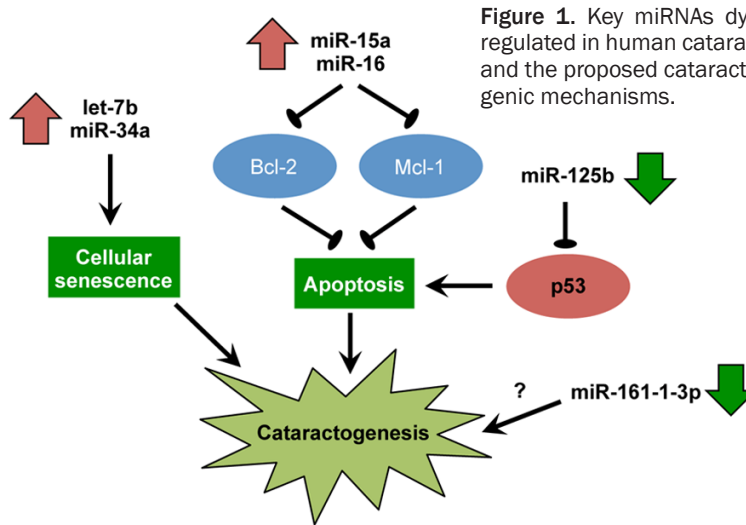 Figure 1. Key miRNAs dy
regulated in human catara
and the proposed cataract
genic mechanisms.
miR-15a
miR-16
let-7b
miR-34a
Bcl-2
Mcl-1
miR-125b
Cellular
senescence
Apoptosis
p53
?
miR-161-1-3p
Cataractogenesis